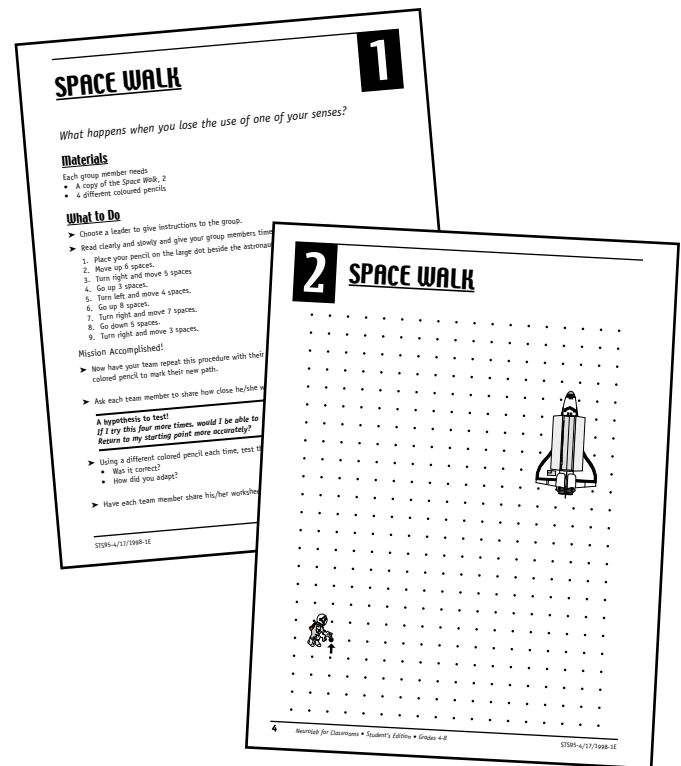 1
SPACE WALK
What happens when you lose the use of one of your senses?
Materials
Each group member needs
• A copy of the Space Walk, 2
• 4 different coloured pencils
What to Do
➤ Choose a leader to give instructions to the group.
➤ Read clearly and slowly and give your group members time
1. Place your pencil on the large dot beside the astronau
2. Move up 6 spaces.
3. Turn right and move 5 spaces
4. Go up 3 spaces.
5. Turn left and move 4 spaces.
6. Go up 8 spaces.
7. Turn right and move 7 spaces.
8. Go down 5 spaces.
9. Turn right and move 3 spaces.
Mission Accomplished!
➤ Now have your team repeat this procedure with their
colored pencil to mark their new path.
➤ Ask each team member to share how close he/she w
A hypothesis to test!
If I try this four more times, would I be able to
Return to my starting point more accurately?
➤ Using a different colored pencil each time, test th
• Was it correct?
• How did you adapt?
➤ Have each team member share his/her workshe
STS95-4/17/1998-1E
2 SPACE WALK
4 Neurolab for Classrooms • Student's Edition • Grades 4-8 STS95-4/17/1998-1E